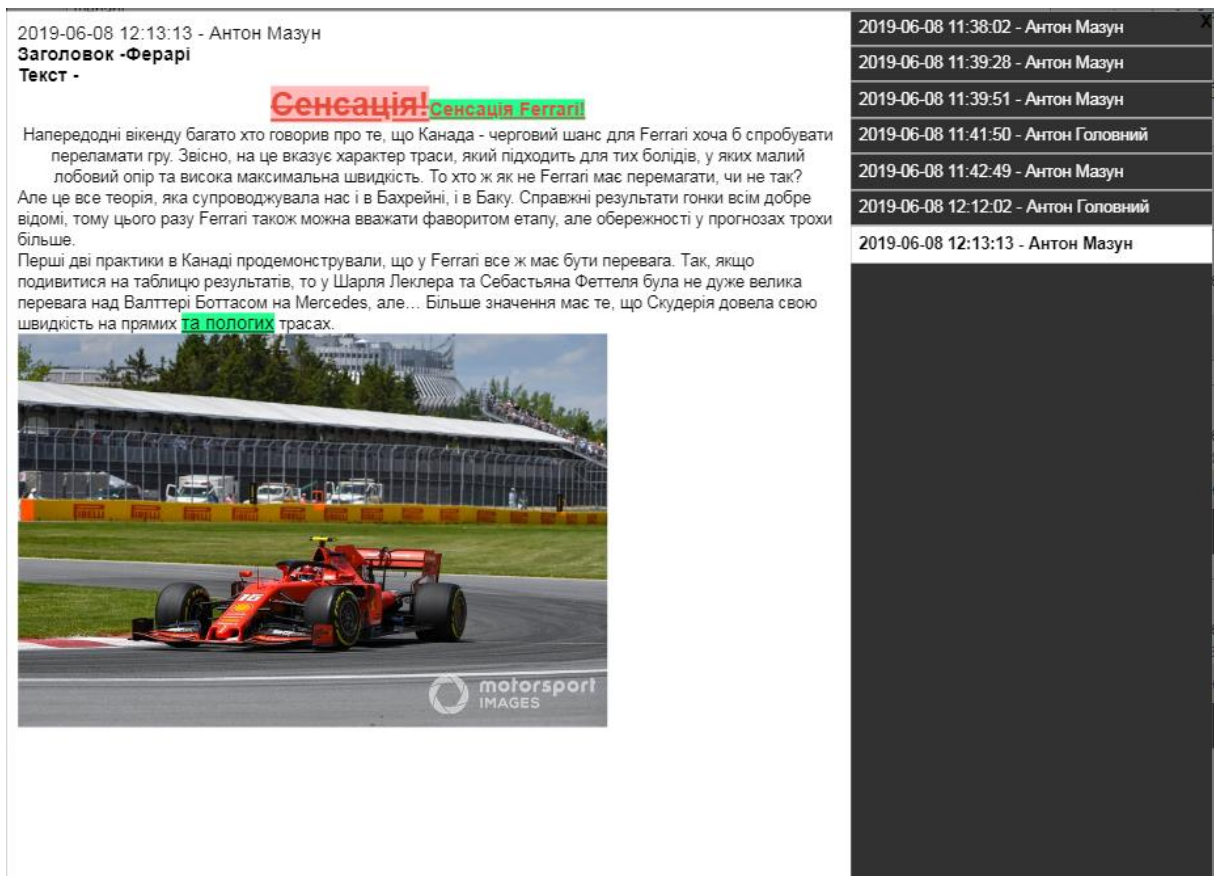 2019-06-08 12:13:13 - Антон Мазун
Заголовок -Ферарі
Текст -
Сенсація!Сенсація Ferrari!
Напередодні вікенду багато хто говорив про те, що Канада - черговий шанс для Ferrari хоча б спробувати
переламати гру. Звісно, на це вказує характер траси, який підходить для тих болідів, у яких малий
лобовий опір та висока максимальна швидкість. То хто ж як не Ferrari має перемагати, чи не так?
Але це все теорія, яка супроводжувала нас і в Бахрейні, і в Баку. Справжні результати гонки всім добре
відомі, тому цього разу Ferrari також можна вважати фаворитом етапу, але обережності у прогнозах трохи
більше.
Перші дві практики в Канаді продемонстрували, що у Ferrari все ж має бути перевага. Так, якщо
подивитися на таблицю результатів, то у Шарля Леклера та Себастьяна Феттеля була не дуже велика
перевага над Валттері Боттасом на Mercedes, але… Більше значення має те, що Скудерія довела свою
швидкість на прямих та пологих трасах.
PIRELLI PIRELLI PIRELLI PIRELLI PIRELLI
16
motorsport
IMAGES
X
2019-06-08 11:38:02 - Антон Мазун
2019-06-08 11:39:28 - Антон Мазун
2019-06-08 11:39:51 - Антон Мазун
2019-06-08 11:41:50 - Антон Головний
2019-06-08 11:42:49 - Антон Мазун
2019-06-08 12:12:02 - Антон Головний
2019-06-08 12:13:13 - Антон Мазун